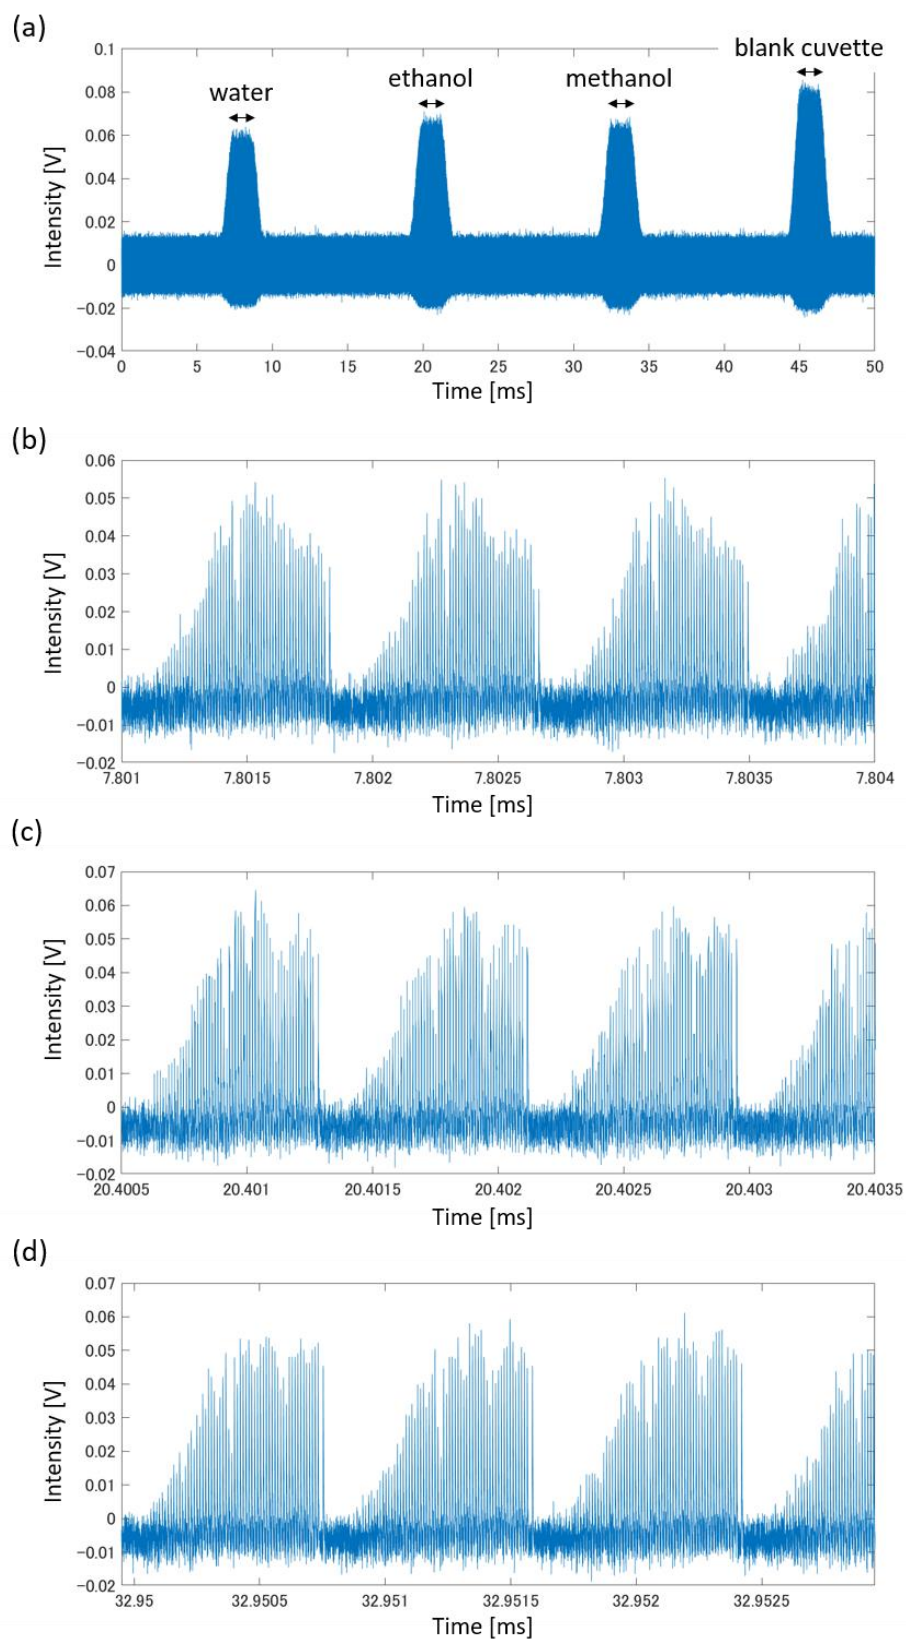 (a)
blank cuvette
water
ethanol
methanol
0.1
0.08
0.06
0.04
0.02
0
−0.02
−0.04
Intensity [V]
0 5 10 15 20 25 30 35 40 45 50
Time [ms]
(b)
0.06
0.05
0.04
0.03
0.02
0.01
0
−0.01
−0.02
Intensity [V]
7.801 7.8015 7.802 7.8025 7.803 7.8035 7.804
Time [ms]
(c)
0.07
0.06
0.05
0.04
0.03
0.02
0.01
0
−0.01
−0.02
Intensity [V]
20.4005 20.401 20.4015 20.402 20.4025 20.403 20.4035
Time [ms]
(d)
0.07
0.06
0.05
0.04
0.03
0.02
0.01
0
−0.01
−0.02
Intensity [V]
32.95 32.9505 32.951 32.9515 32.952 32.9525
Time [ms]